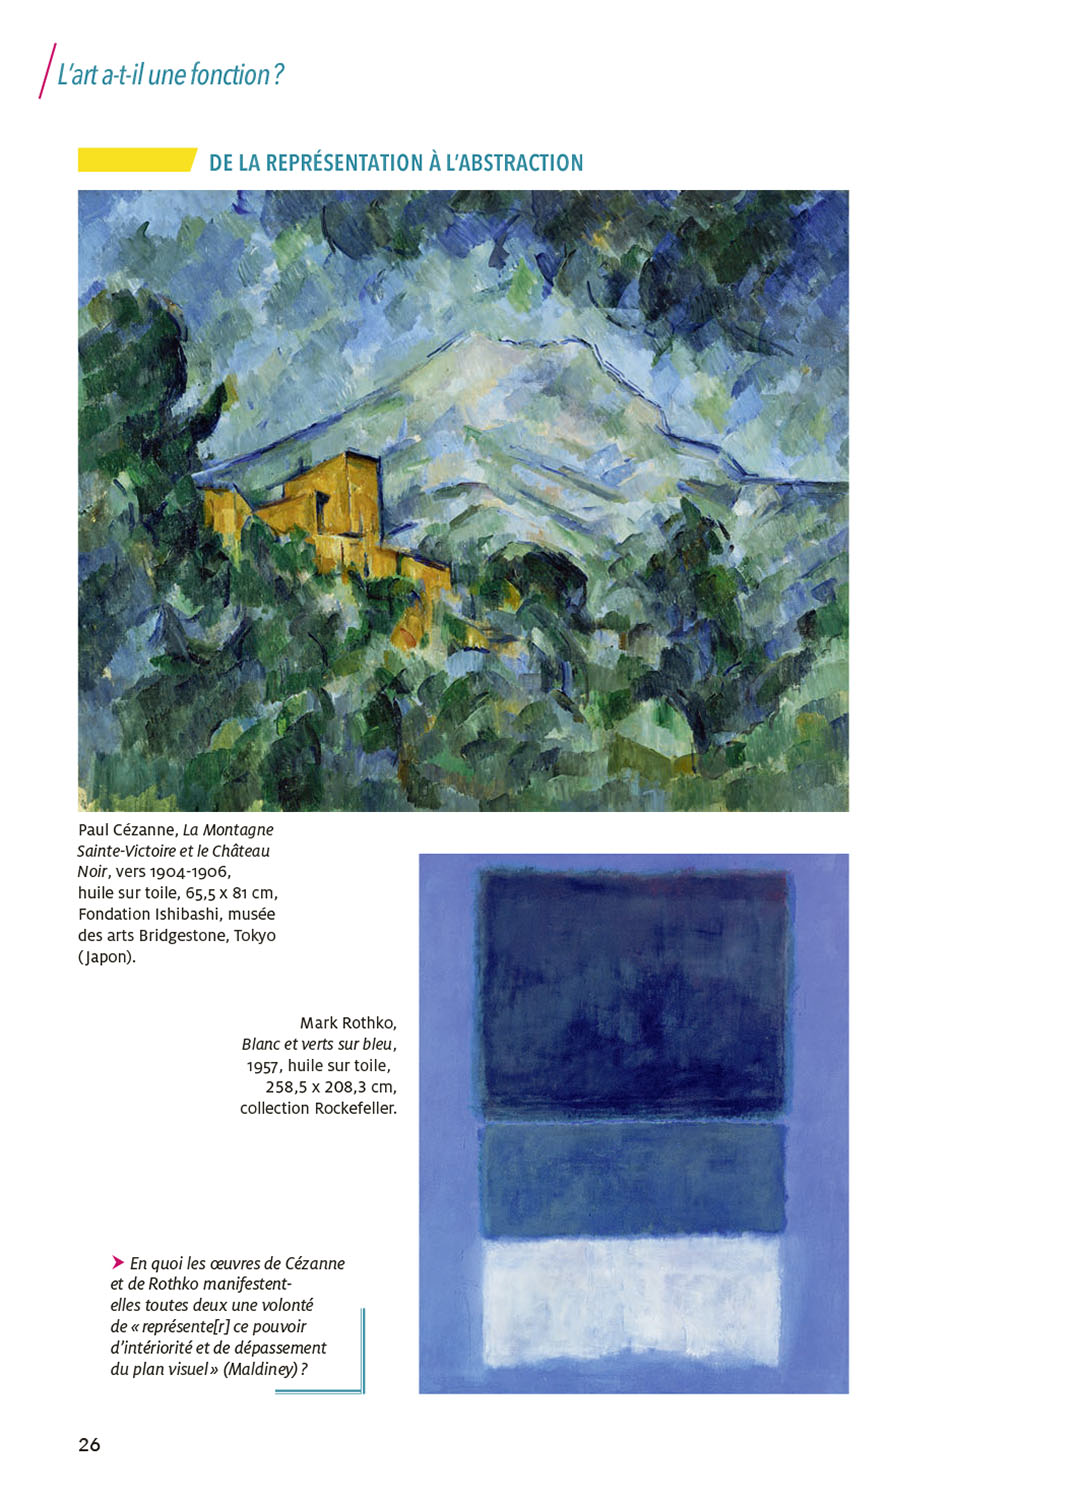 L'art a-t-il une fonction ?
DE LA REPRÉSENTATION À L'ABSTRACTION
Paul Cézanne, La Montagne
Sainte-Victoire et le Château
Noir, vers 1904-1906,
huile sur toile, 65,5 x 81 cm,
Fondation Ishibashi, musée
des arts Bridgestone, Tokyo
(Japon).
Mark Rothko,
Blanc et verts sur bleu,
1957, huile sur toile,
258,5 x 208,3 cm,
collection Rockefeller.
➤ En quoi les œuvres de Cézanne
et de Rothko manifestent-
elles toutes deux une volonté
de « représente[r] ce pouvoir
d'intériorité et de dépassement
du plan visuel » (Maldiney) ?
26